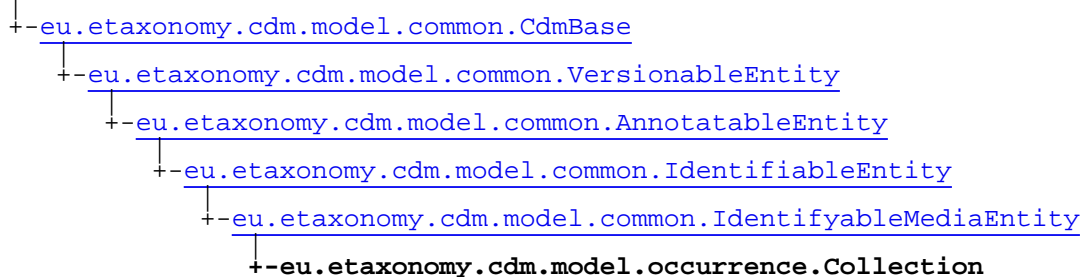 +-eu.etaxonomy.cdm.model.common.CdmBase
+-eu.etaxonomy.cdm.model.common.VersionableEntity
+-eu.etaxonomy.cdm.model.common.AnnotatableEntity
+-eu.etaxonomy.cdm.model.common.IdentifiableEntity
+-eu.etaxonomy.cdm.model.common.IdentifyableMediaEntity
+-eu.etaxonomy.cdm.model.occurrence.Collection